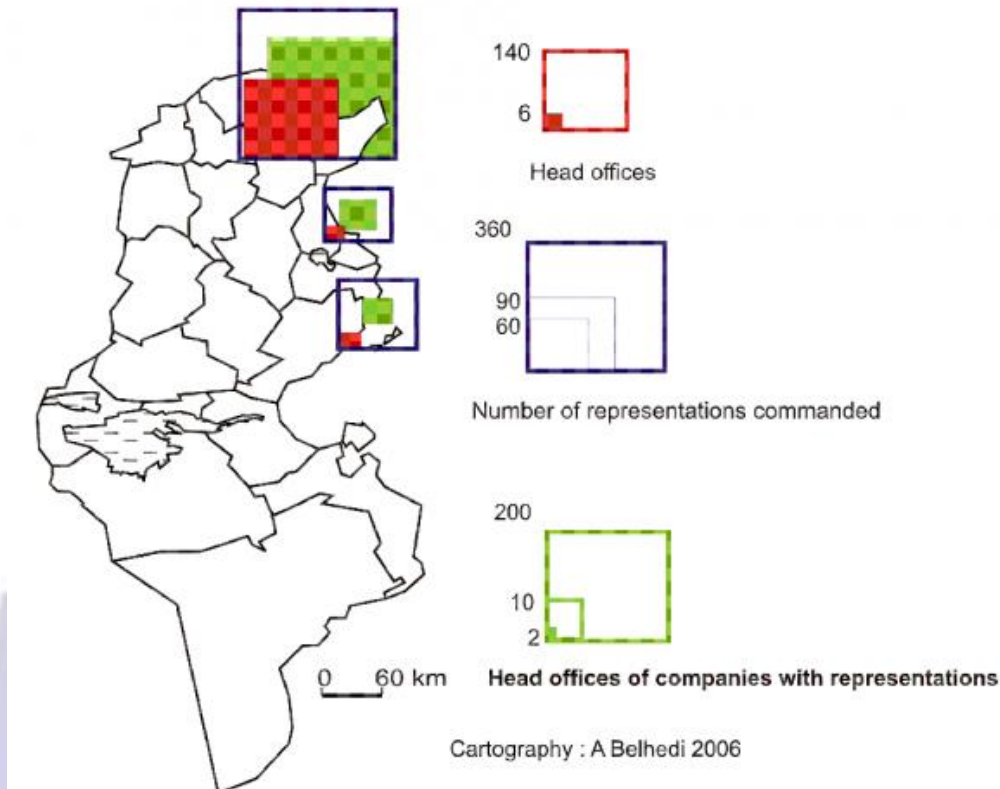 140
6
Head offices
360
90
60
Number of representations commanded
200
10
2
0 60 km
Head offices of companies with representations
Cartography : A Belhedi 2006